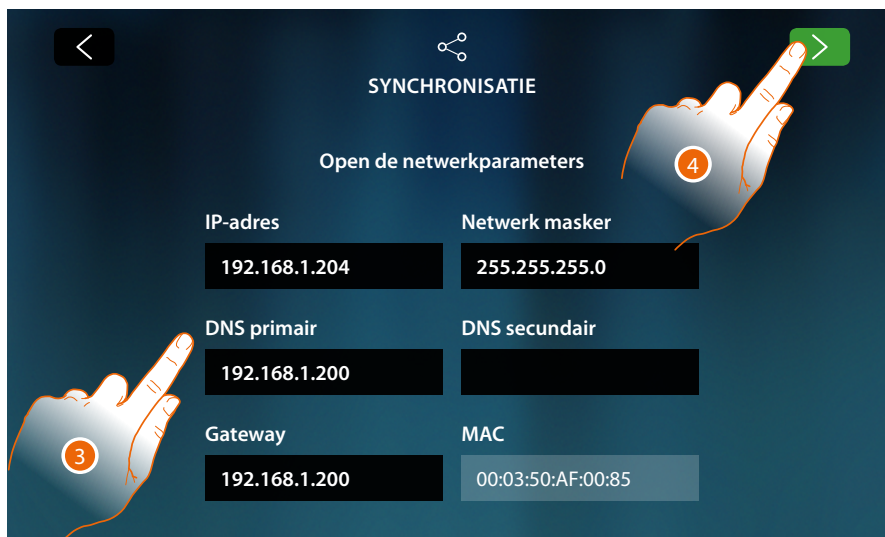 SYNCHRONISATIE
4
Open de netwerkparameters
IP-adres
Netwerk masker
192.168.1.204
255.255.255.0
DNS primair
DNS secundair
192.168.1.200
3
Gateway
MAC
192.168.1.200
00:03:50:AF:00:85